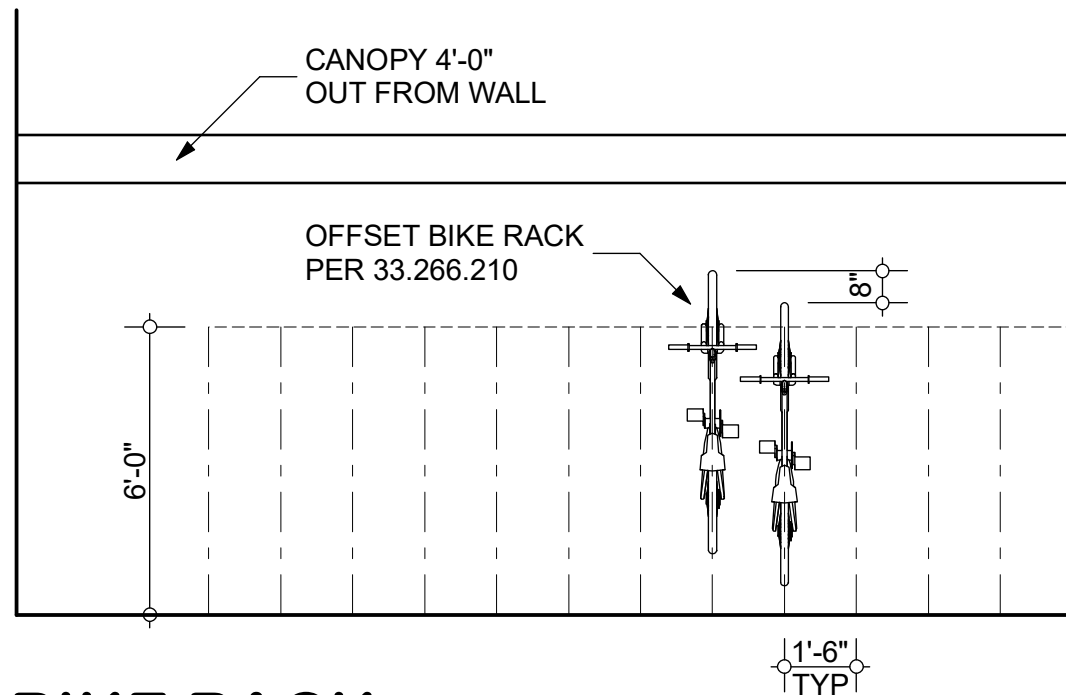 CANOPY 4'-0"
OUT FROM WALL
OFFSET BIKE RACK
PER 33.266.210
8"
6'-0"
1'-6"
TYP